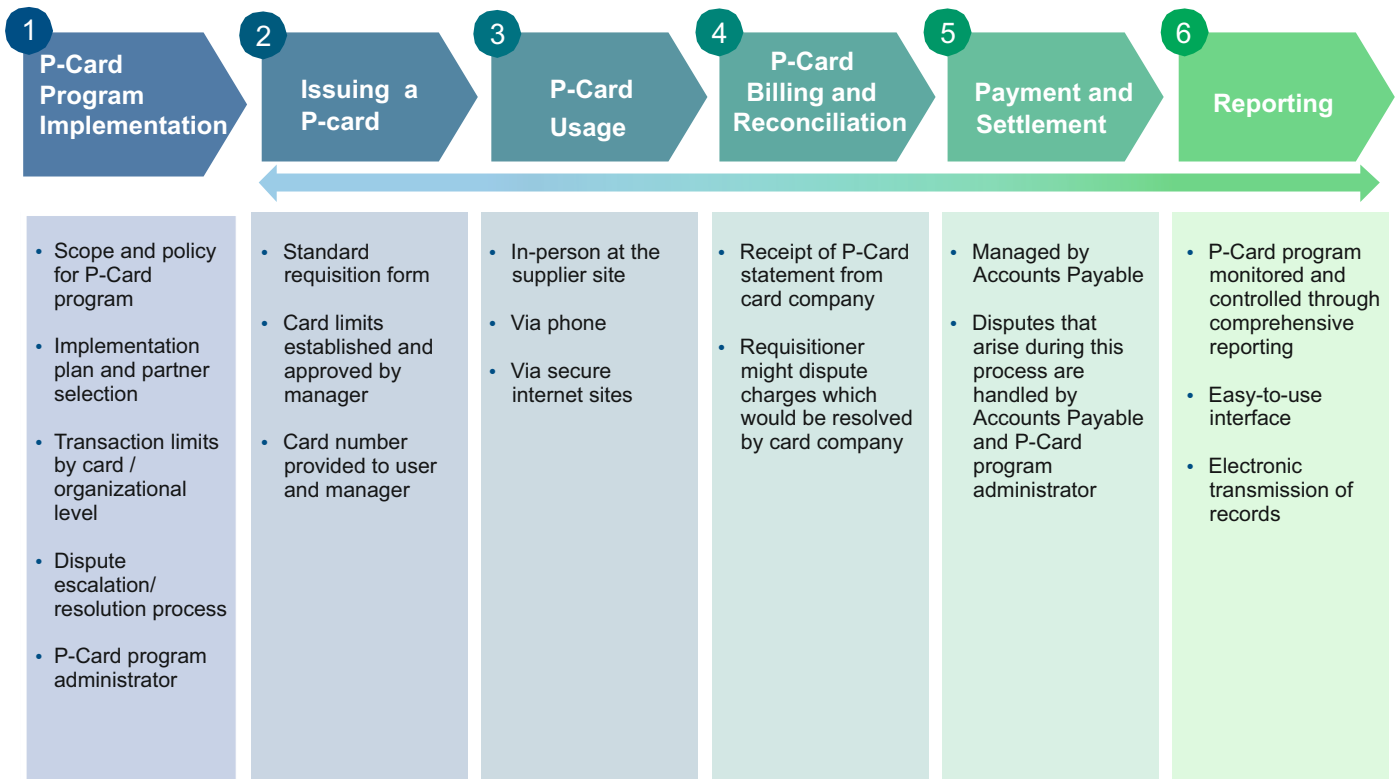 1
P-Card
Program
Implementation
2
Issuing a
P-card
3
P-Card
Usage
4
P-Card
Billing and
Reconciliation
5
Payment and
Settlement
6
Reporting
• Scope and policy
for P-Card
program
• Implementation
plan and partner
selection
• Transaction limits
by card /
organizational
level
• Dispute
escalation/
resolution process
• P-Card program
administrator
• Standard
requisition form
• Card limits
established and
approved by
manager
• Card number
provided to user
and manager
• In-person at the
supplier site
• Via phone
• Via secure
internet sites
• Receipt of P-Card
statement from
card company
• Requisitioner
might dispute
charges which
would be resolved
by card company
• Managed by
Accounts Payable
• Disputes that
arise during this
process are
handled by
Accounts Payable
and P-Card
program
administrator
• P-Card program
monitored and
controlled through
comprehensive
reporting
• Easy-to-use
interface
• Electronic
transmission of
records